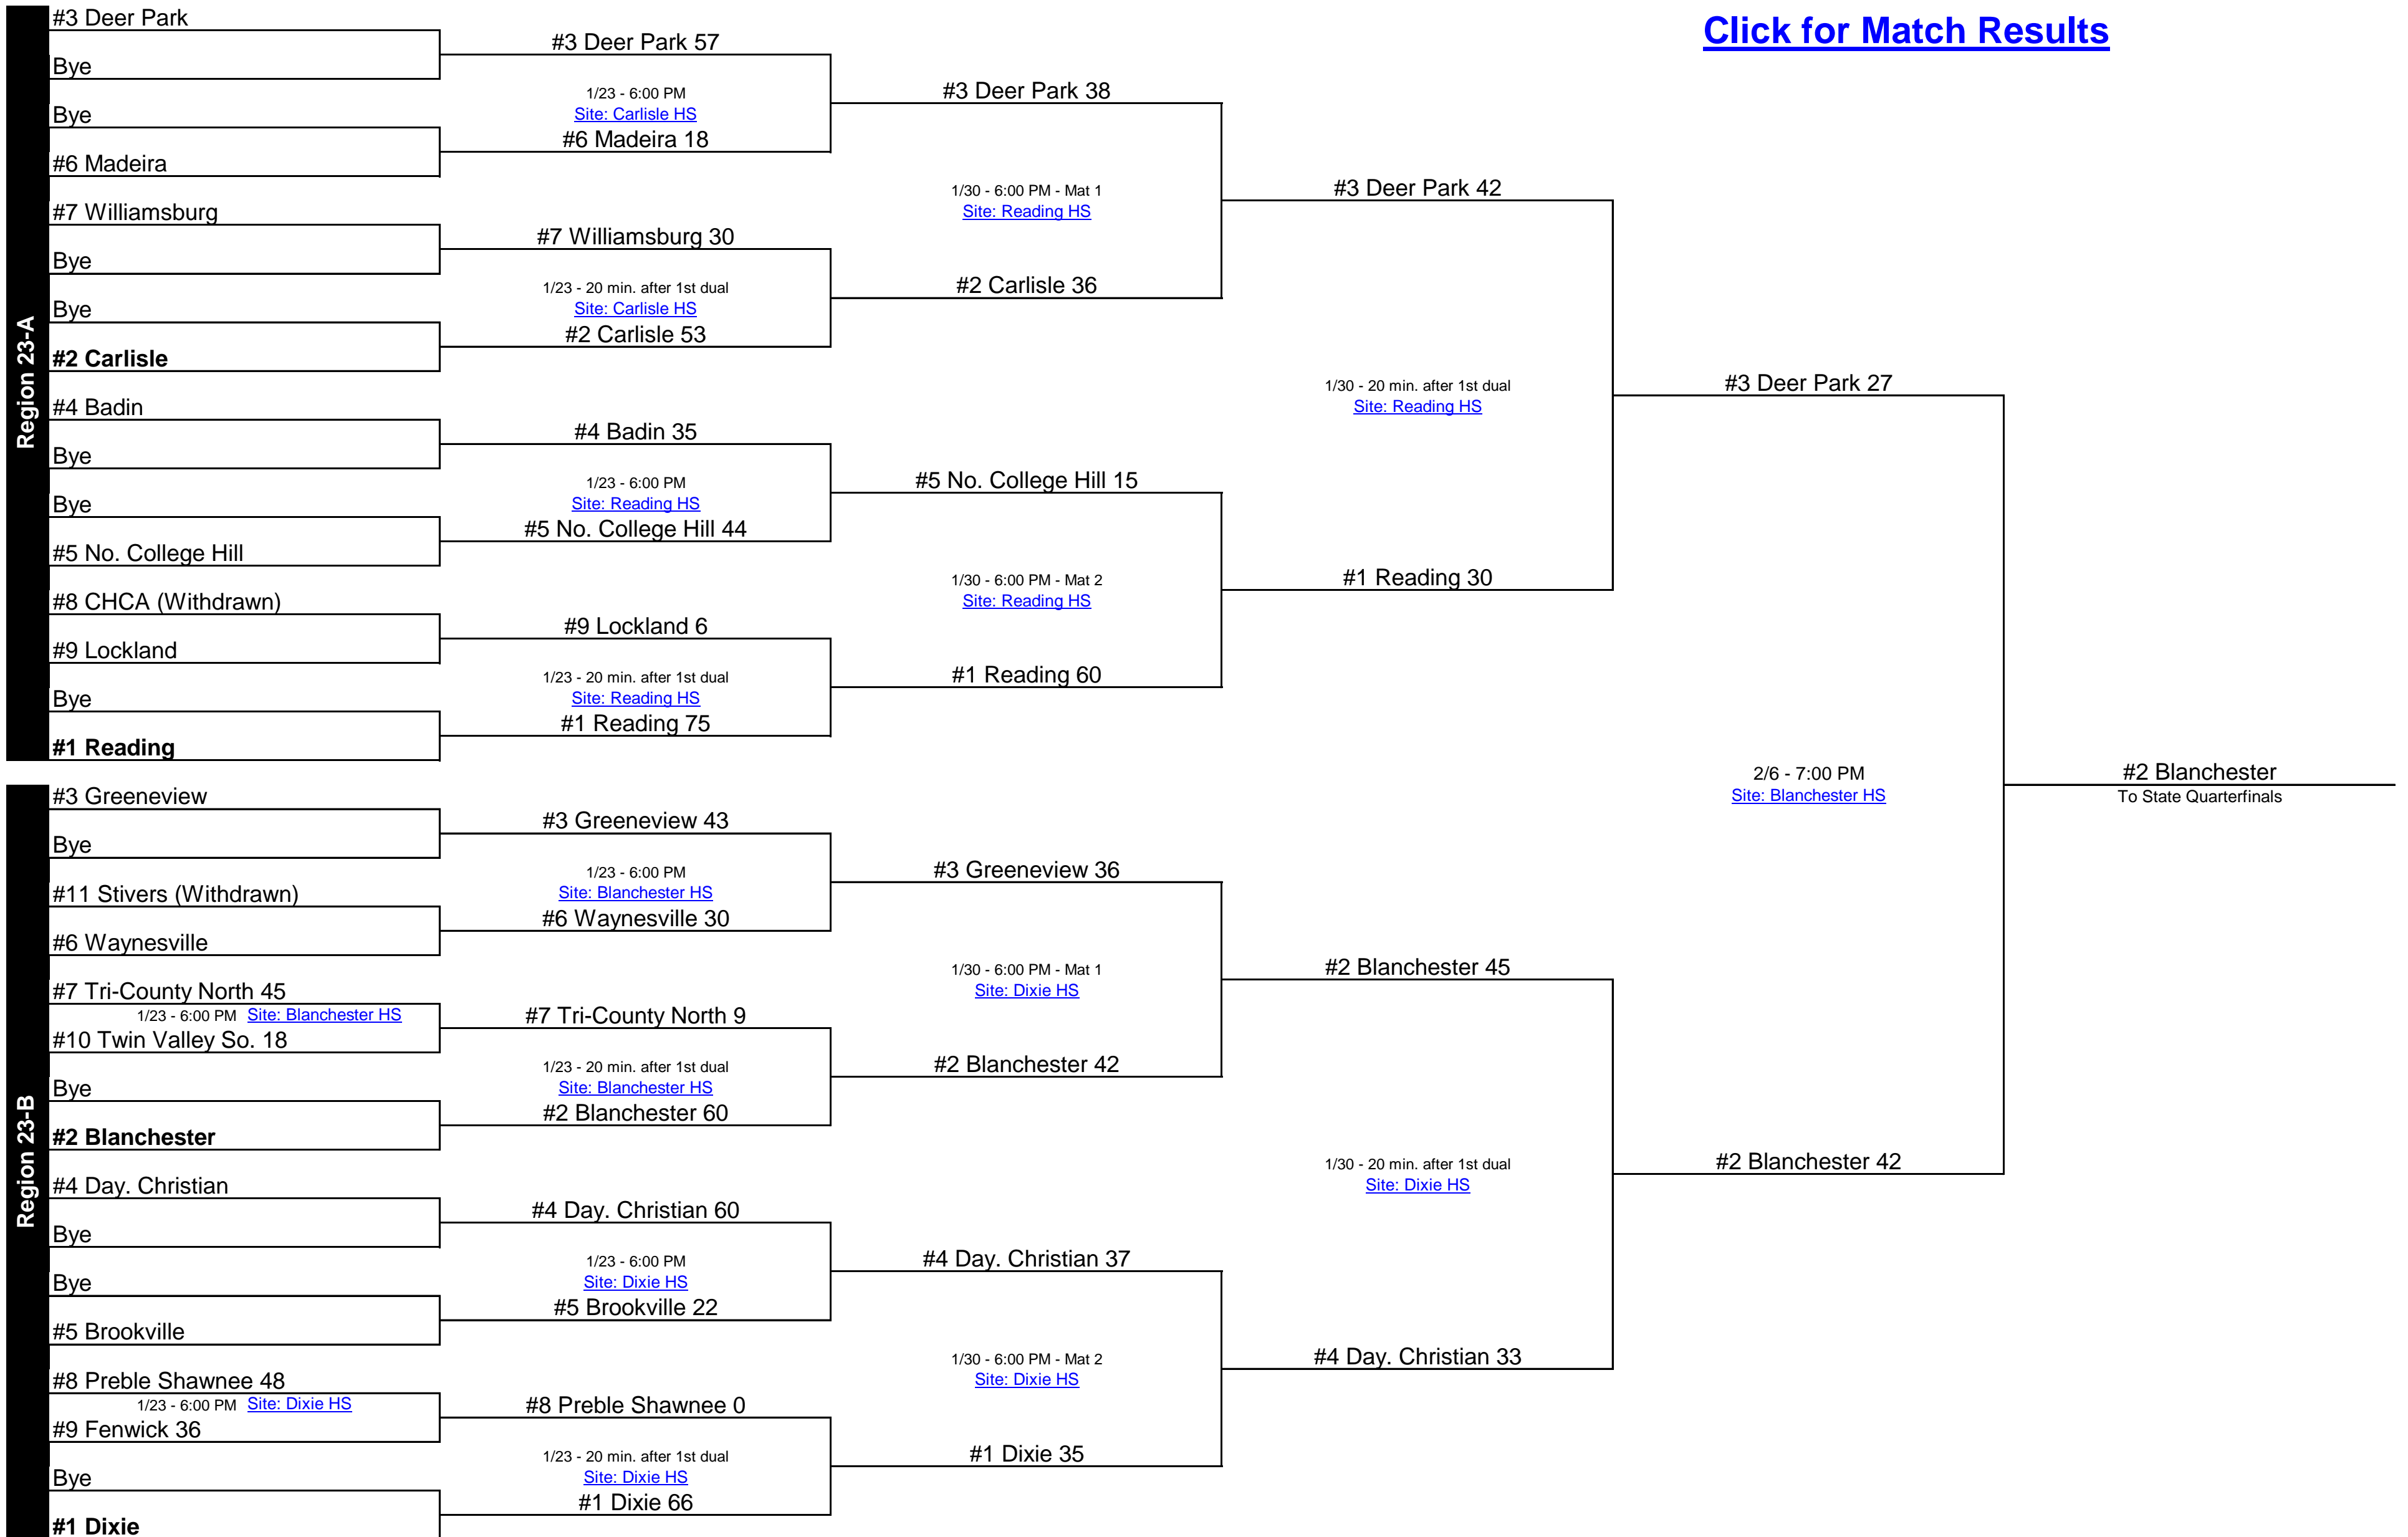 Click for Match Results
Region 23-A
#3 Deer Park
Bye
Bye
#6 Madeira
#7 Williamsburg
Bye
Bye
#2 Carlisle
#4 Badin
Bye
Bye
#5 No. College Hill
#8 CHCA (Withdrawn)
#9 Lockland
Bye
#1 Reading
#3 Deer Park 57
1/23 - 6:00 PM
Site: Carlisle HS
#6 Madeira 18
#7 Williamsburg 30
1/23 - 20 min. after 1st dual
Site: Carlisle HS
#2 Carlisle 53
#4 Badin 35
1/23 - 6:00 PM
Site: Reading HS
#5 No. College Hill 44
#9 Lockland 6
1/23 - 20 min. after 1st dual
Site: Reading HS
#1 Reading 75
#3 Deer Park 38
1/30 - 6:00 PM - Mat 1
Site: Reading HS
#2 Carlisle 36
#5 No. College Hill 15
1/30 - 6:00 PM - Mat 2
Site: Reading HS
#1 Reading 60
#3 Deer Park 42
1/30 - 20 min. after 1st dual
Site: Reading HS
#1 Reading 30
Region 23-B
#3 Greeneview
Bye
#11 Stivers (Withdrawn)
#6 Waynesville
#7 Tri-County North 45
1/23 - 6:00 PM Site: Blanchester HS
#10 Twin Valley So. 18
Bye
#2 Blanchester
#4 Day. Christian
Bye
Bye
#5 Brookville
#8 Preble Shawnee 48
1/23 - 6:00 PM Site: Dixie HS
#9 Fenwick 36
Bye
#1 Dixie
#3 Greeneview 43
1/23 - 6:00 PM
Site: Blanchester HS
#6 Waynesville 30
#7 Tri-County North 9
1/23 - 20 min. after 1st dual
Site: Blanchester HS
#2 Blanchester 60
#4 Day. Christian 60
1/23 - 6:00 PM
Site: Dixie HS
#5 Brookville 22
#8 Preble Shawnee 0
1/23 - 20 min. after 1st dual
Site: Dixie HS
#1 Dixie 66
#3 Greeneview 36
1/30 - 6:00 PM - Mat 1
Site: Dixie HS
#2 Blanchester 42
#4 Day. Christian 37
1/30 - 6:00 PM - Mat 2
Site: Dixie HS
#1 Dixie 35
#2 Blanchester 45
1/30 - 20 min. after 1st dual
Site: Dixie HS
#4 Day. Christian 33
#3 Deer Park 27
2/6 - 7:00 PM
Site: Blanchester HS
#2 Blanchester 42
#2 Blanchester
To State Quarterfinals